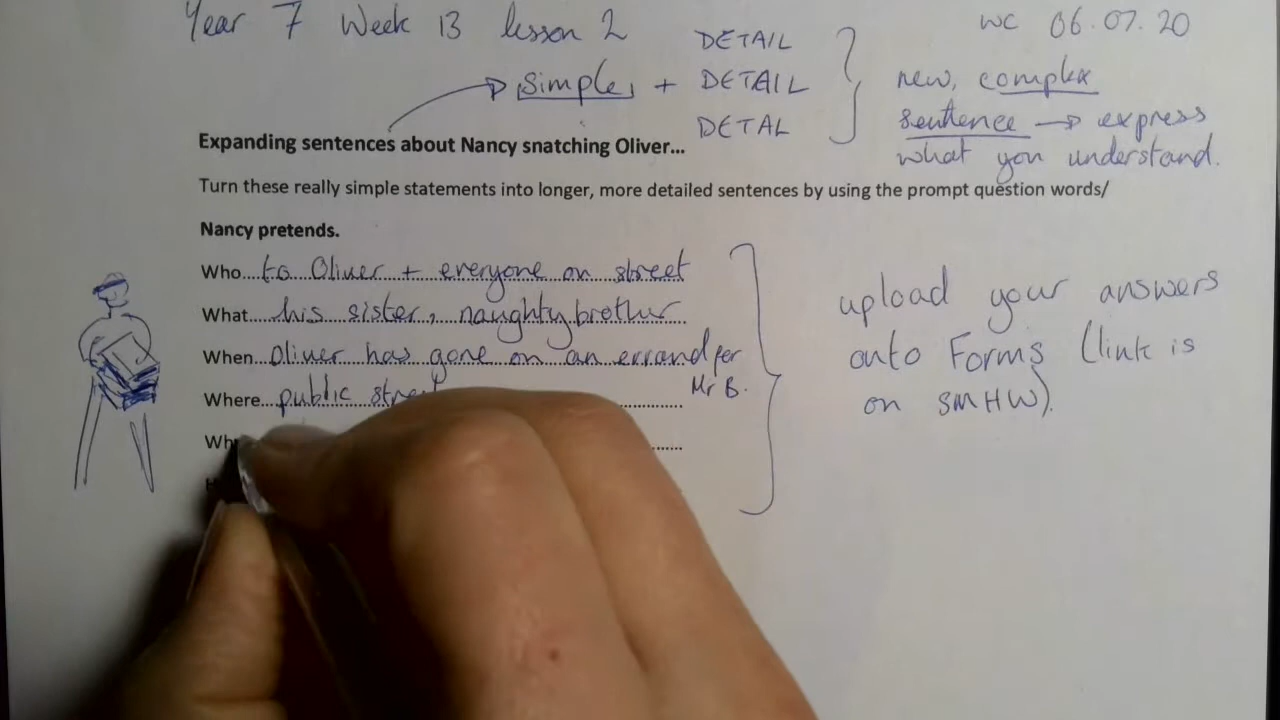 Year 7 Week 13 lesson 2
wc 06.07.20
simple + DETAIL DETAIL DETAL
new, complex
sentence → express
what you understand.
Expanding sentences about Nancy snatching Oliver...
Turn these really simple statements into longer, more detailed sentences by using the prompt question words/
Nancy pretends.
Who...to Oliver + everyone on street
What...his sister, naughty brother
When...Oliver has gone on an errand for Mr B.
Where...public
Wh
upload your answers
onto Forms (link is
on SMHW).